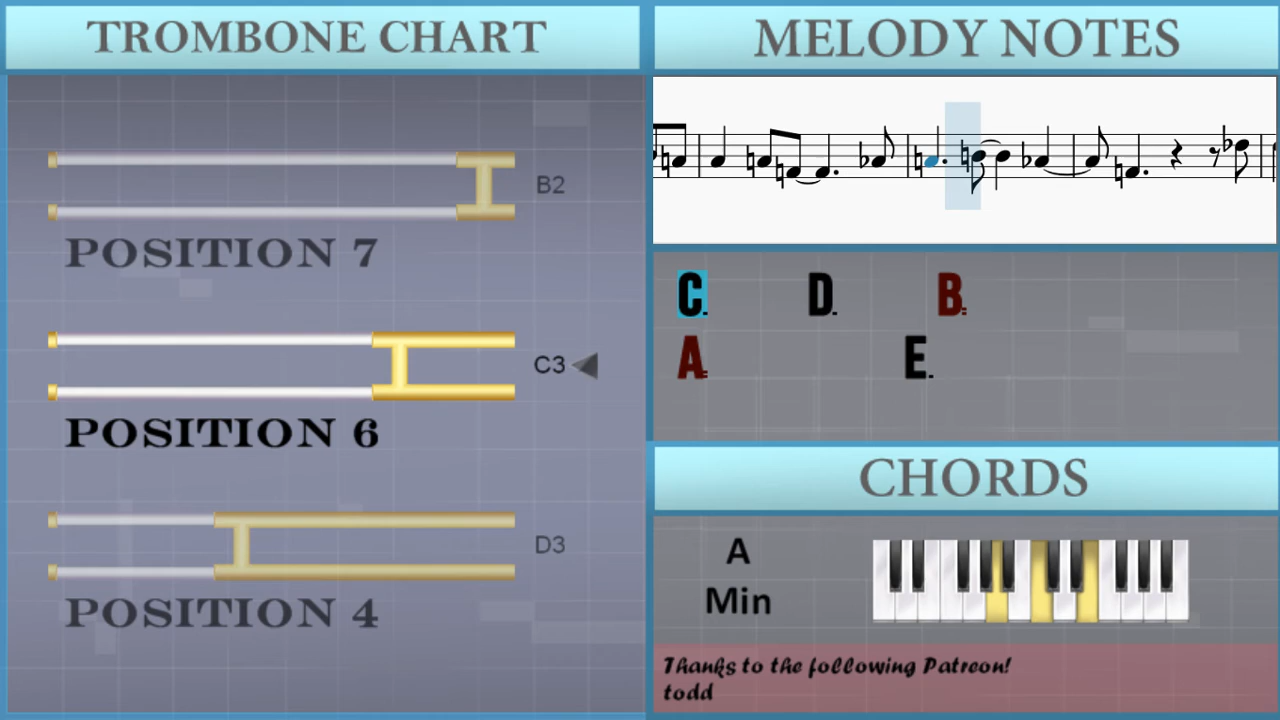 TROMBONE CHART
B2
POSITION 7
C3
POSITION 6
D3
POSITION 4
MELODY NOTES
C. D. B.
A. E.
CHORDS
A
Min
Thanks to the following Patreon!
todd